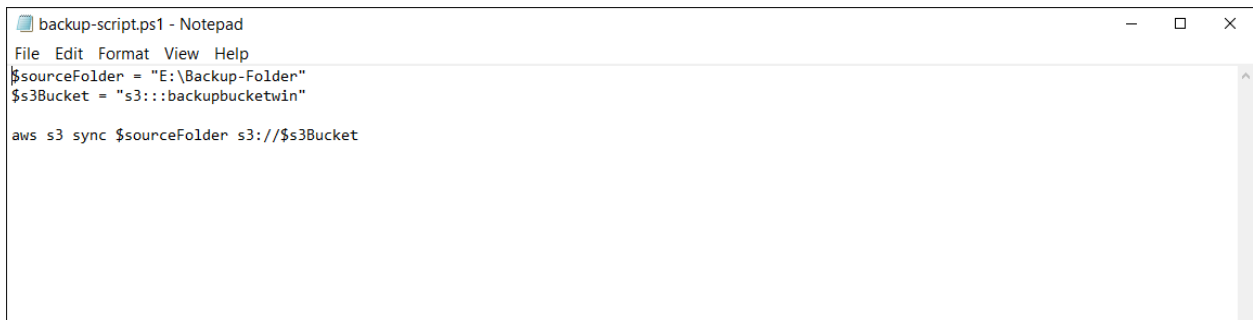 backup-script.ps1 - Notepad
File Edit Format View Help
$sourceFolder = "E:\Backup-Folder"
$s3Bucket = "s3:::backupbucketwin"
aws s3 sync $sourceFolder s3://$s3Bucket